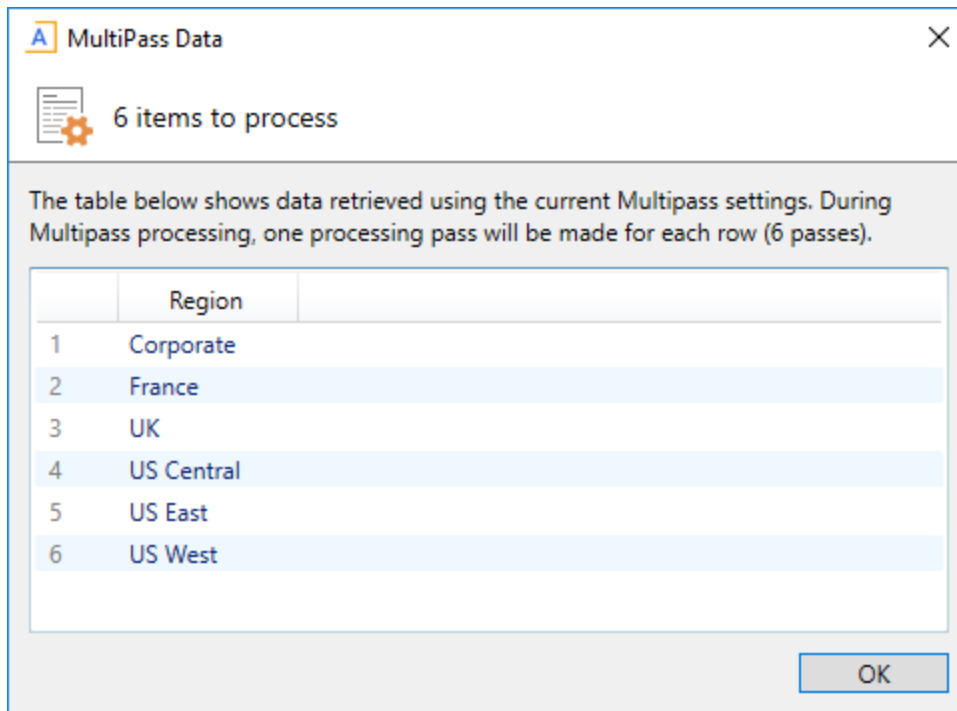 A MultiPass Data
6 items to process
The table below shows data retrieved using the current Multipass settings. During
Multipass processing, one processing pass will be made for each row (6 passes).
Region
1 Corporate
2 France
3 UK
4 US Central
5 US East
6 US West
OK